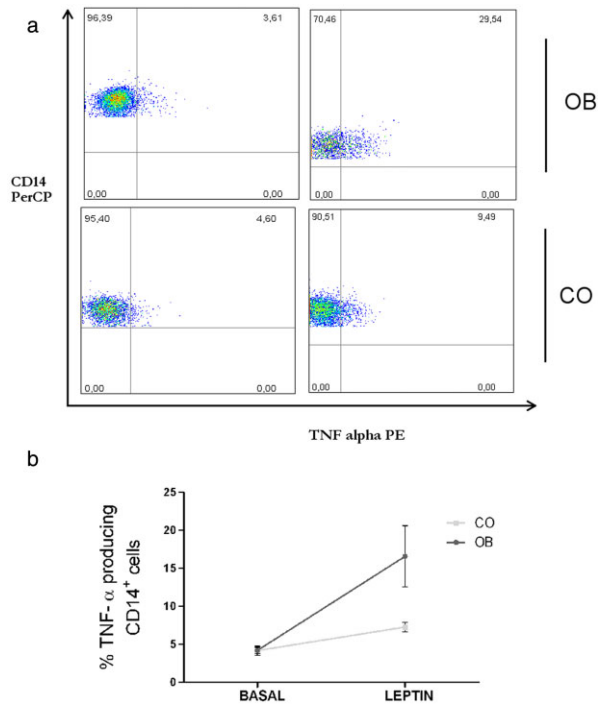 a
96,39 3,61
70,46 29,54
OB
CD14
PerCP
0,00 0,00
0,00 0,00
95,40 4,60
90,51 9,49
CO
0,00 0,00
0,00 0,00
TNF alpha PE
b
% TNF- α producing
CD14+ cells
25
20
15
10
5
0
CO
OB
BASAL LEPTIN